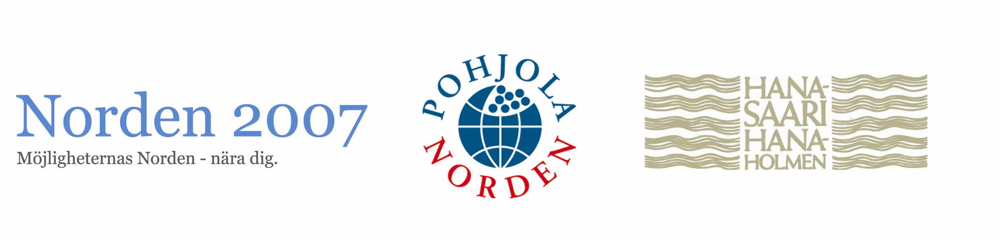 Norden 2007
Möjligheternas Norden - nära dig.
POHJOLA
NORDEN
HANA-
SAARI
HANA-
HOLMEN